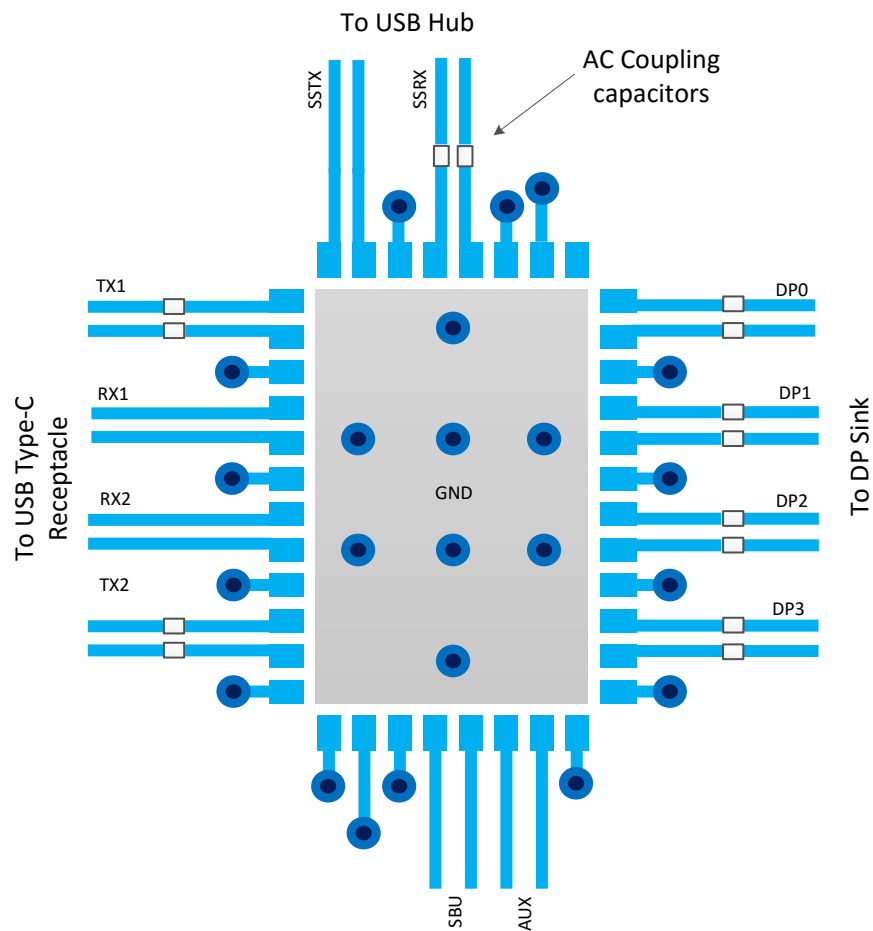 To USB Hub
AC Coupling
capacitors
SSTX
SSRX
TX1
DP0
RX1
DP1
To USB Type-C
Receptacle
To DP Sink
GND
RX2
DP2
TX2
DP3
SBU
AUX